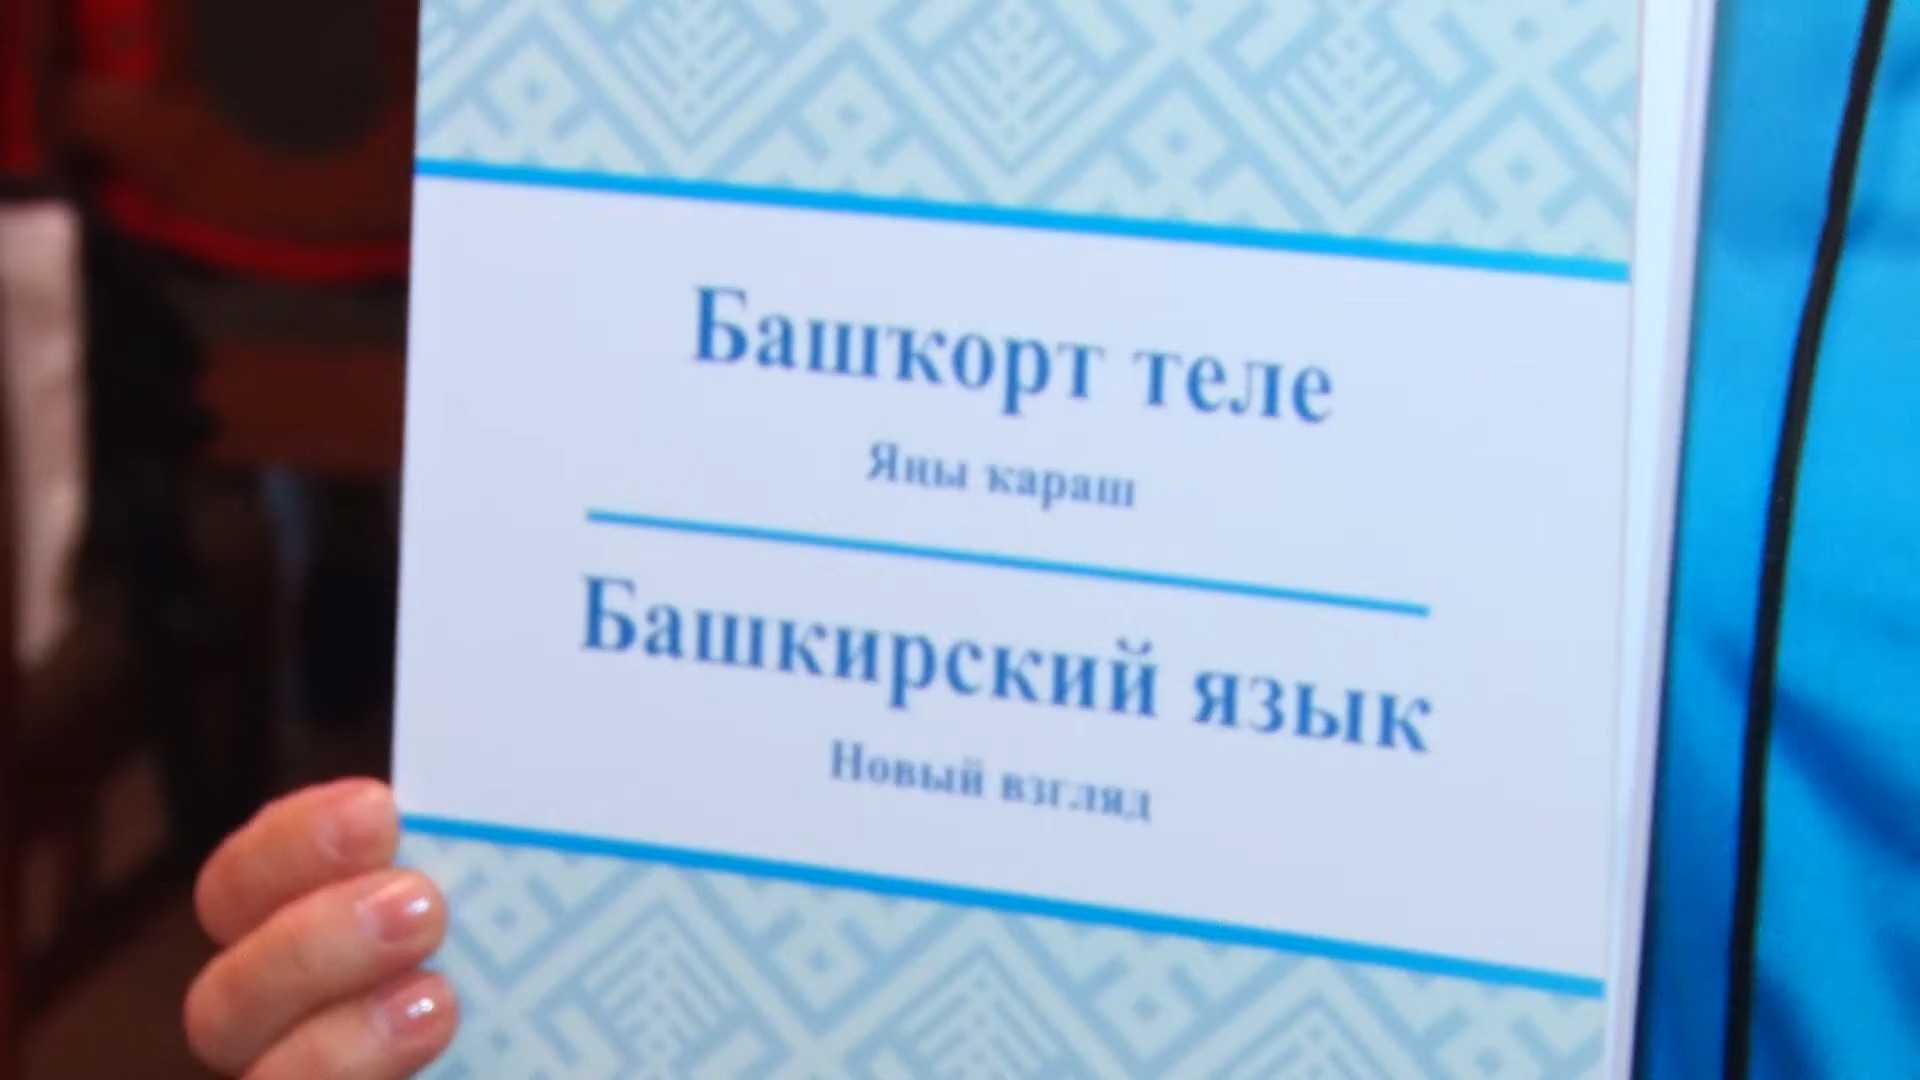 Башҡорт теле
Яңы ҡараш
Башкирский язык
Новый взгляд